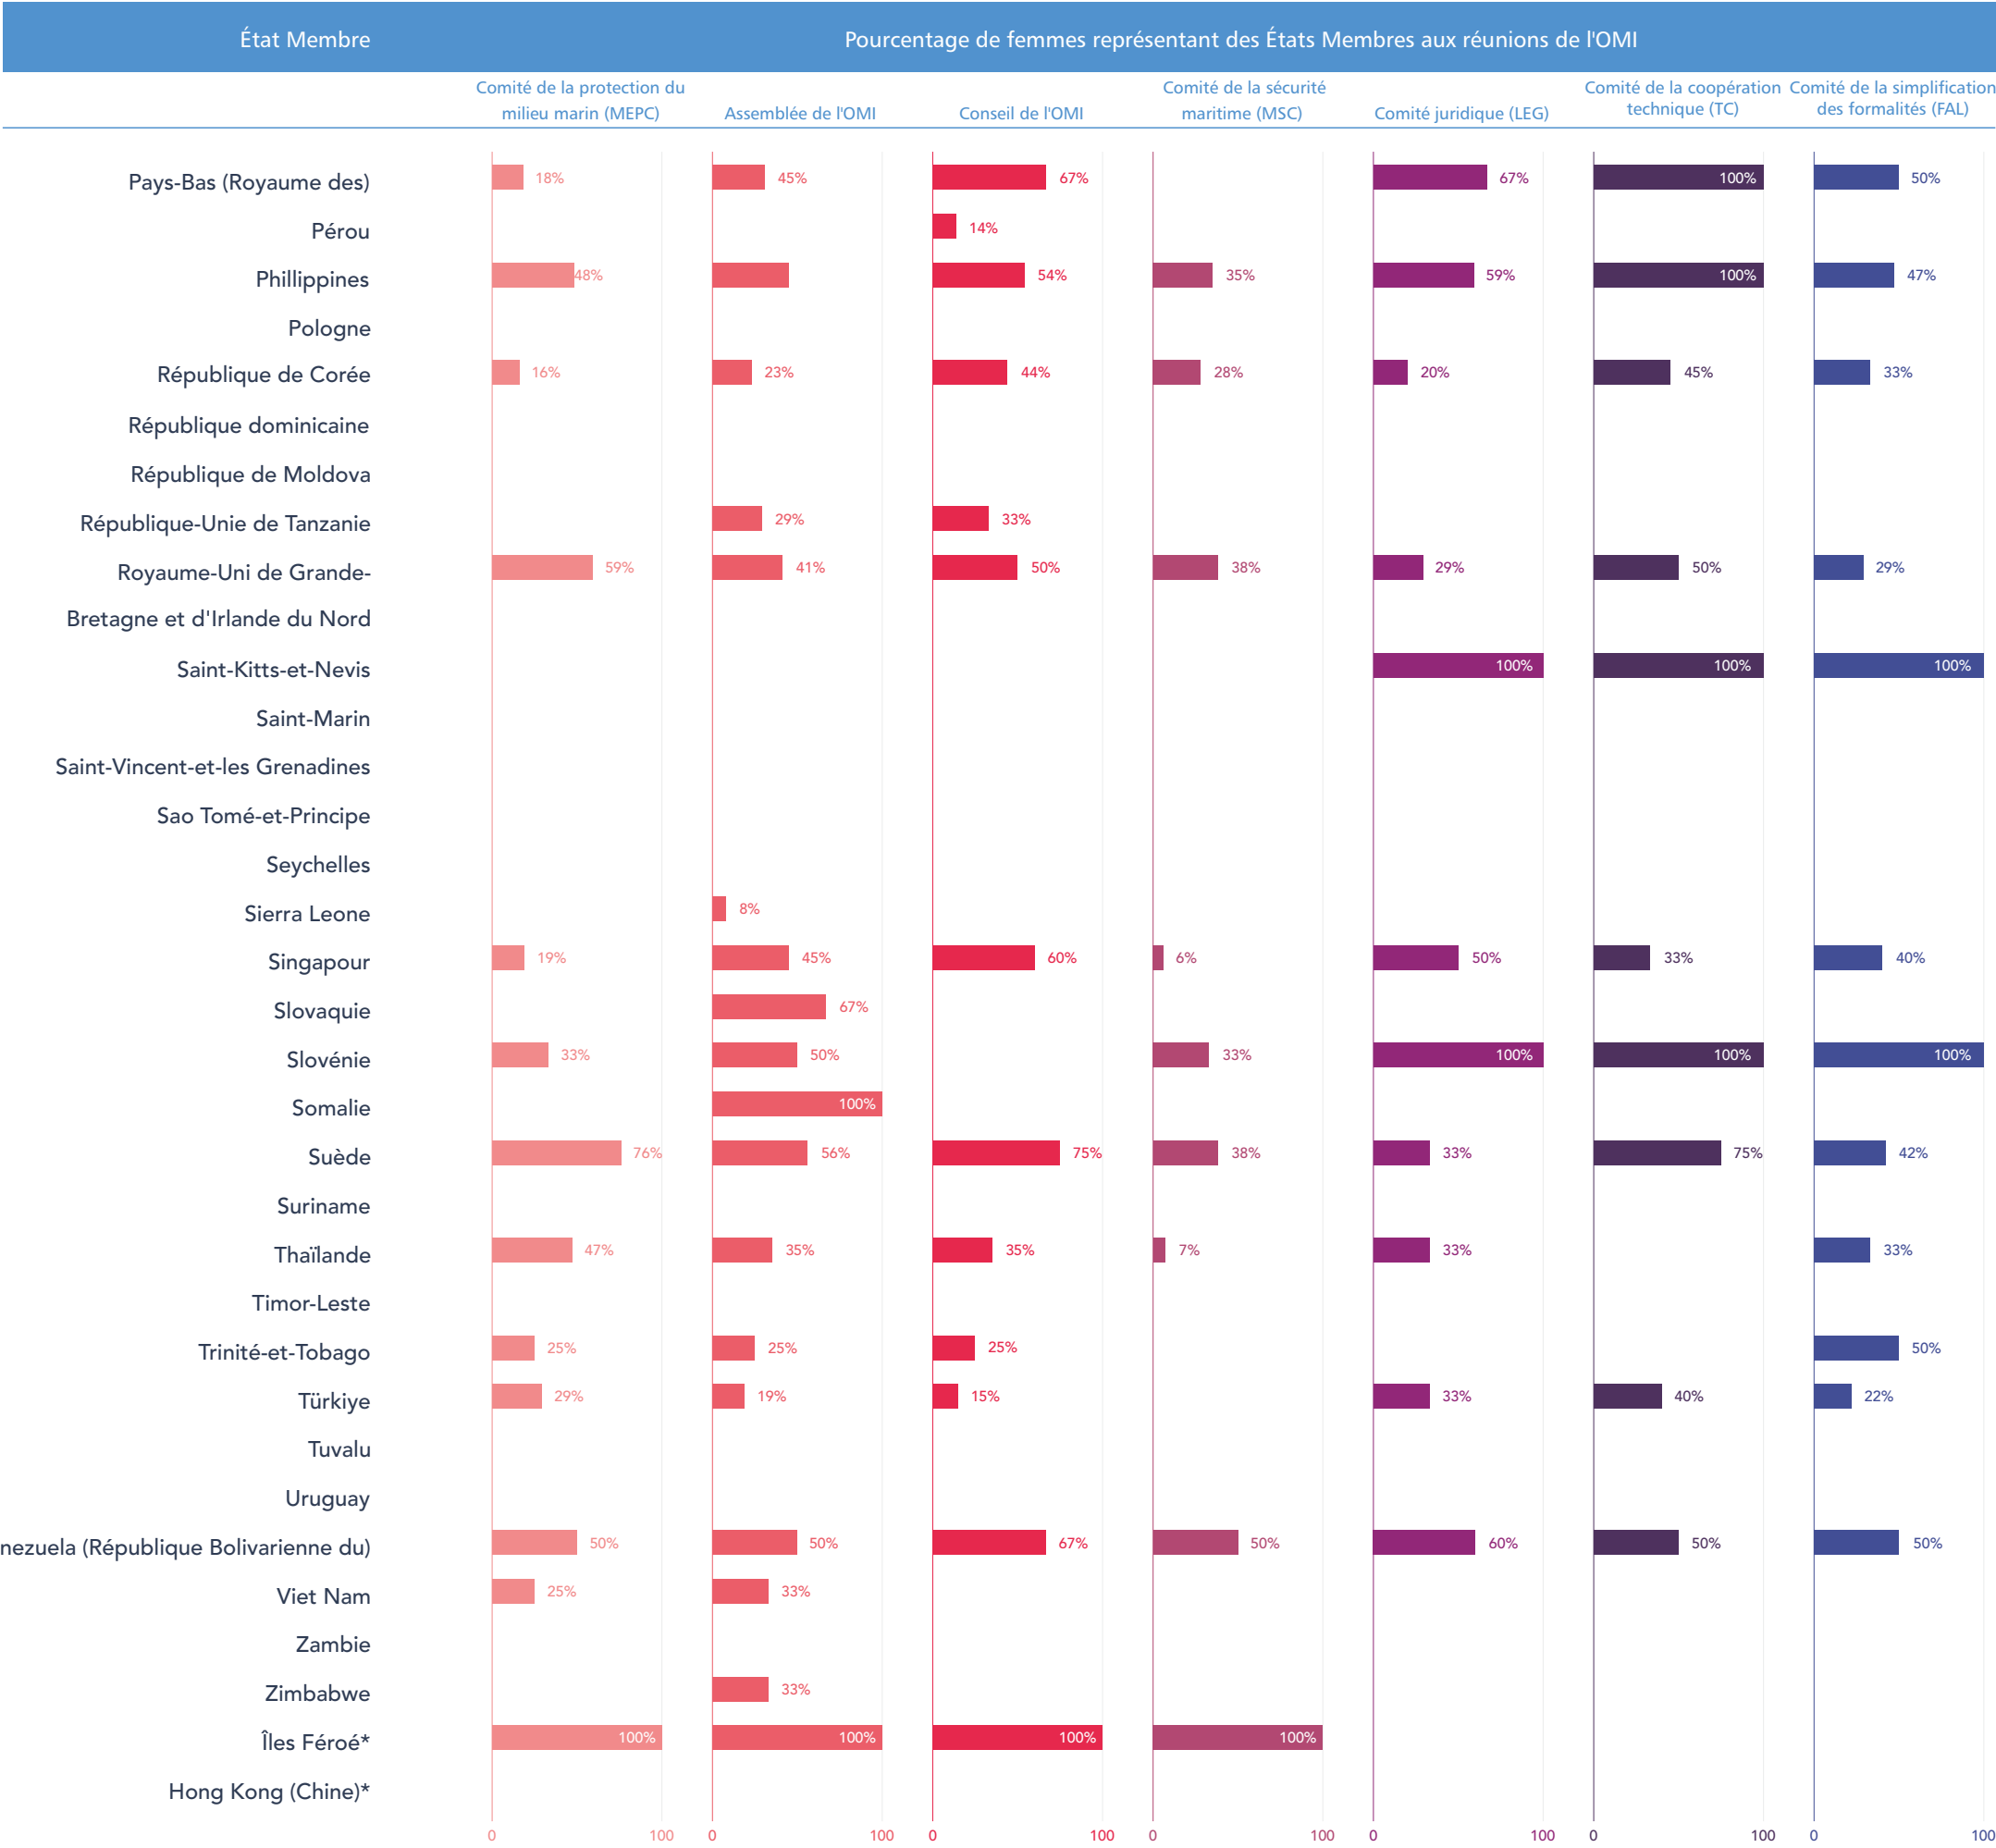 État Membre
Pourcentage de femmes représentant des États Membres aux réunions de l'OMI
Comité de la protection du
milieu marin (MEPC)
Assemblée de l'OMI
Conseil de l'OMI
Comité de la sécurité
maritime (MSC)
Comité juridique (LEG)
Comité de la coopération
technique (TC)
Comité de la simplification
des formalités (FAL)
Pays-Bas (Royaume des) 18% 45% 67% 67% 100% 50%
Pérou 14%
Phillippines 48% 54% 35% 59% 100% 47%
Pologne
République de Corée 16% 23% 44% 28% 20% 45% 33%
République dominicaine
République de Moldova
République-Unie de Tanzanie 29% 33%
Royaume-Uni de Grande- 59% 41% 50% 38% 29% 50% 29%
Bretagne et d'Irlande du Nord
Saint-Kitts-et-Nevis 100% 100% 100%
Saint-Marin
Saint-Vincent-et-les Grenadines
Sao Tomé-et-Principe
Seychelles
Sierra Leone 8%
Singapour 19% 45% 60% 6% 50% 33% 40%
Slovaquie 67%
Slovénie 33% 50% 33% 100% 100% 100%
Somalie 100%
Suède 76% 56% 75% 38% 33% 75% 42%
Suriname
Thaïlande 47% 35% 35% 7% 33% 33%
Timor-Leste
Trinité-et-Tobago 25% 25% 25% 50%
Türkiye 29% 19% 15% 33% 40% 22%
Tuvalu
Uruguay
nezuela (République Bolivarienne du) 50% 50% 67% 50% 60% 50% 50%
Viet Nam 25% 33%
Zambie
Zimbabwe 33%
Îles Féroé* 100% 100% 100% 100%
Hong Kong (Chine)*
0 100 0 100 0 100 0 100 0 100 0 100 0 100